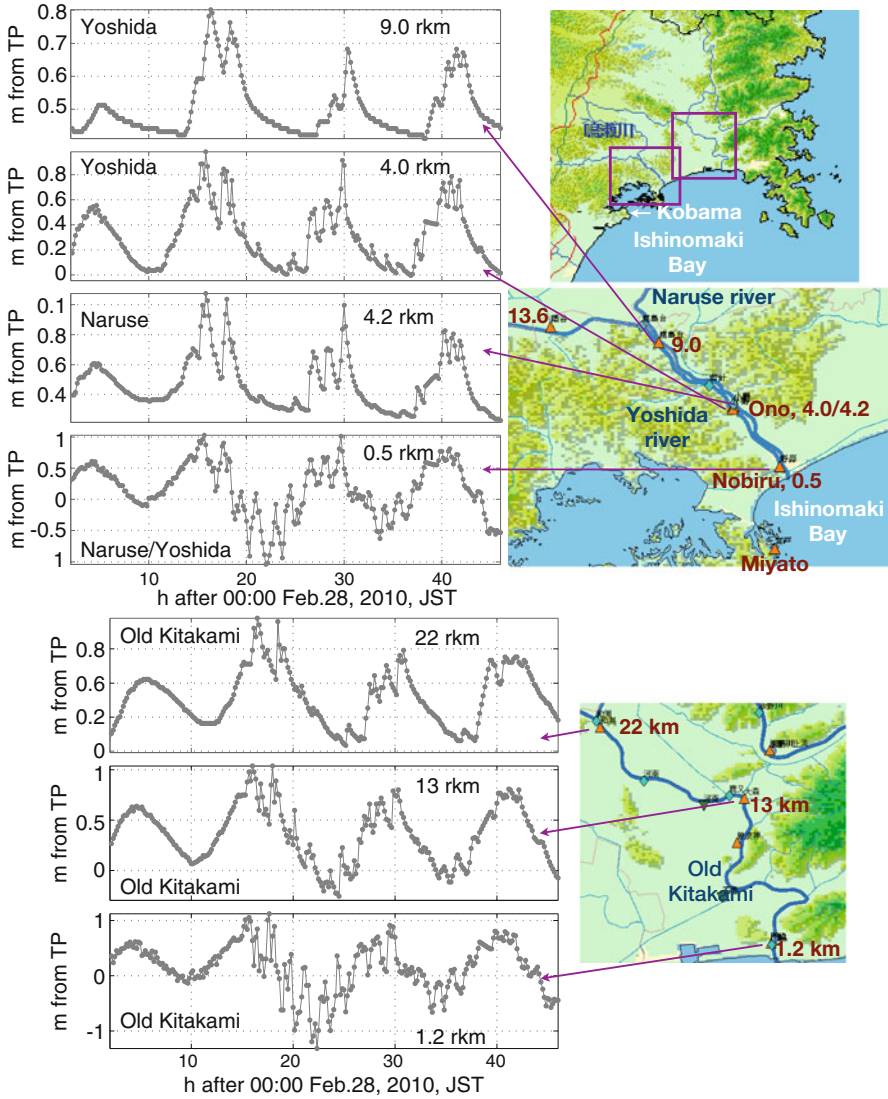 Yoshida 9.0 rkm
m from TP
0.8
0.7
0.6
0.5
10 20 30 40
Yoshida 4.0 rkm
m from TP
0.8
0.6
0.4
0.2
0
Naruse 4.2 rkm
m from TP
0.1
0.8
0.6
0.4
0.5 rkm
m from TP
1
0.5
0
-0.5
1
Naruse/Yoshida
10 20 30 40
h after 00:00 Feb.28, 2010, JST
← Kobama
Ishinomaki
Bay
Naruse river
13.6
9.0
Ono, 4.0/4.2
Yoshida
river
Nobiru, 0.5
Ishinomaki
Bay
Miyato
Old Kitakami 22 rkm
m from TP
0.8
0.6
0.2
0
13 rkm
m from TP
1
0.5
0
Old Kitakami
m from TP
1
0
-1
Old Kitakami
1.2 rkm
10 20 30 40
h after 00:00 Feb.28, 2010, JST
22 km
13 km
Old
Kitakami
1.2 km